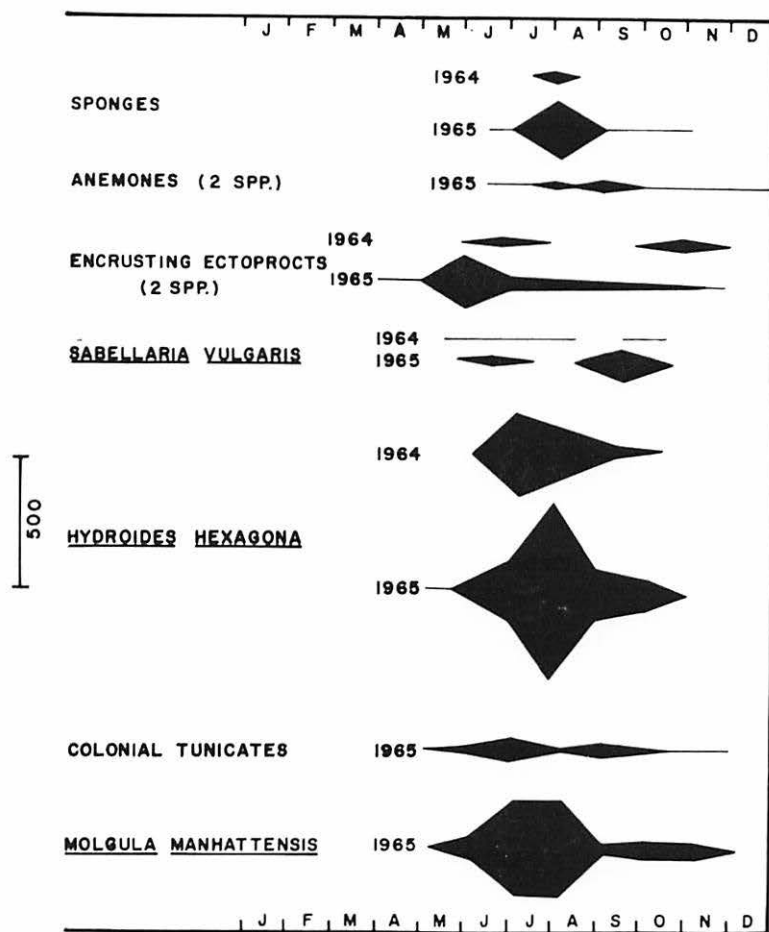 J F M A M J J A S O N D
1964
SPONGES
1965
ANEMONES (2 SPP.) 1965
1964
ENCRUSTING ECTOPROCTS
(2 SPP.) 1965
1964
SABELLARIA VULGARIS 1965
1964
500
HYDROIDES HEXAGONA
1965
COLONIAL TUNICATES 1965
MOLGULA MANHATTENSIS 1965
J F M A M J J A S O N D